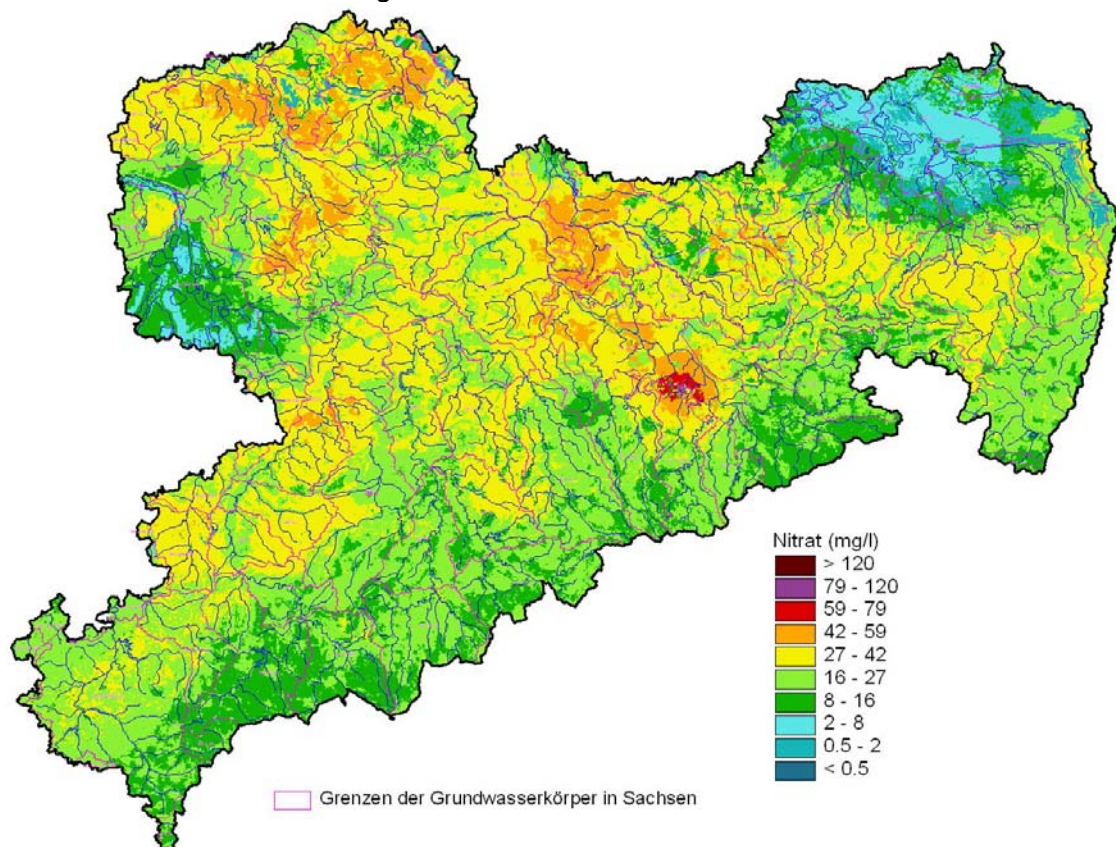 Nitrat (mg/l)
> 120
79 - 120
59 - 79
42 - 59
27 - 42
16 - 27
8 - 16
2 - 8
0.5 - 2
< 0.5
Grenzen der Grundwasserkörper in Sachsen